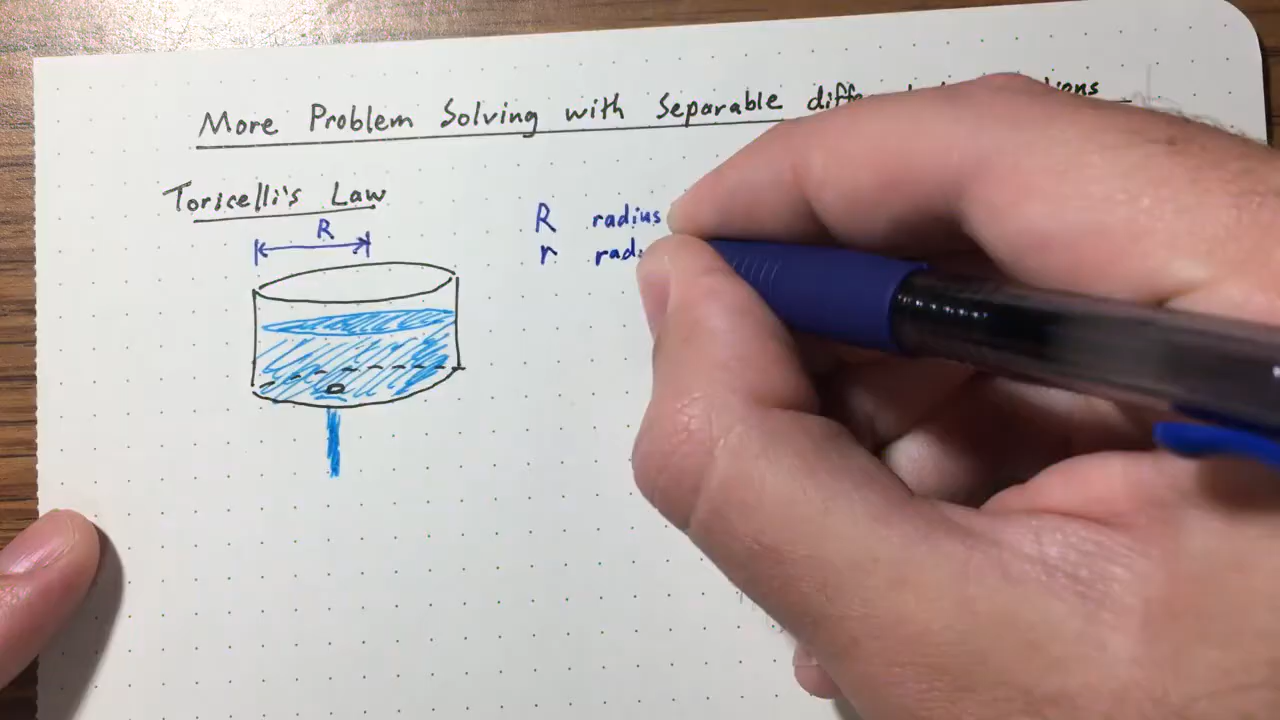 More Problem Solving with Separable
Toricelli's Law
R
R radius
r